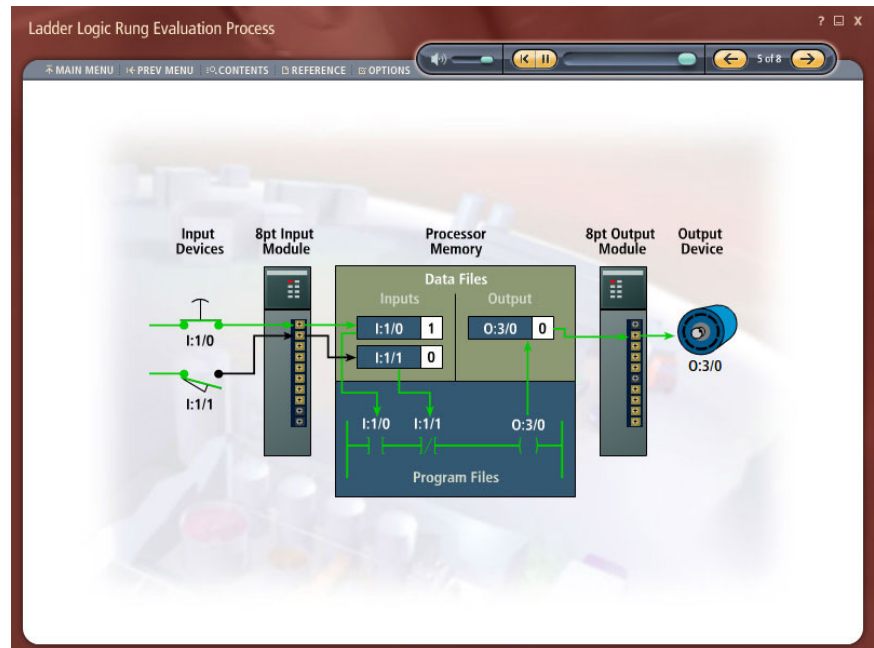 Ladder Logic Rung Evaluation Process
? X
MAIN MENU PREV MENU CONTENTS REFERENCE OPTIONS
5 of 8
Input Devices
8pt Input Module
Processor Memory
8pt Output Module
Output Device
Data Files
Inputs
Output
I:1/0 1
O:3/0 0
I:1/1 0
I:1/0
I:1/1
O:3/0
I:1/0 I:1/1 O:3/0
Program Files